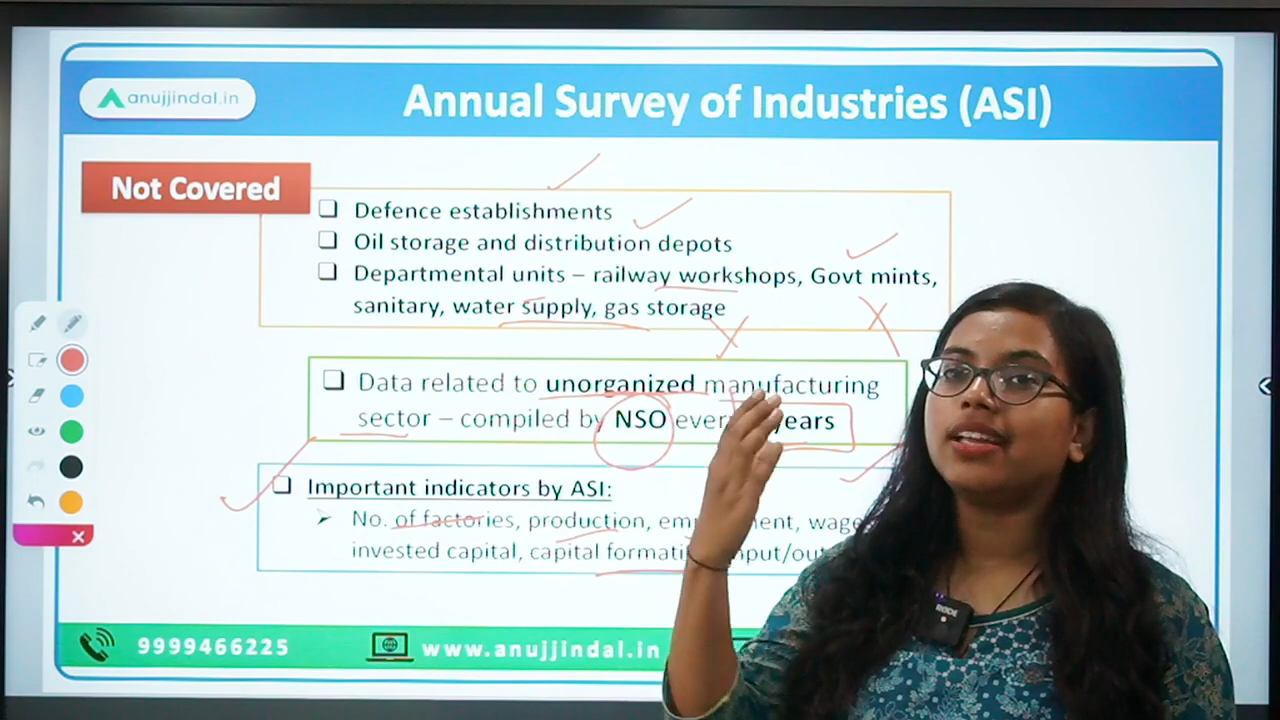 anujjindal.in
Annual Survey of Industries (ASI)
Not Covered
Defence establishments
Oil storage and distribution depots
Departmental units – railway workshops, Govt mints,
sanitary, water supply, gas storage
Data related to unorganized manufacturing
sector – compiled by NSO years
Important indicators by ASI:
No. of factories, production,
invested capital, capital
9999466225
www.anujjindal.in
RODE